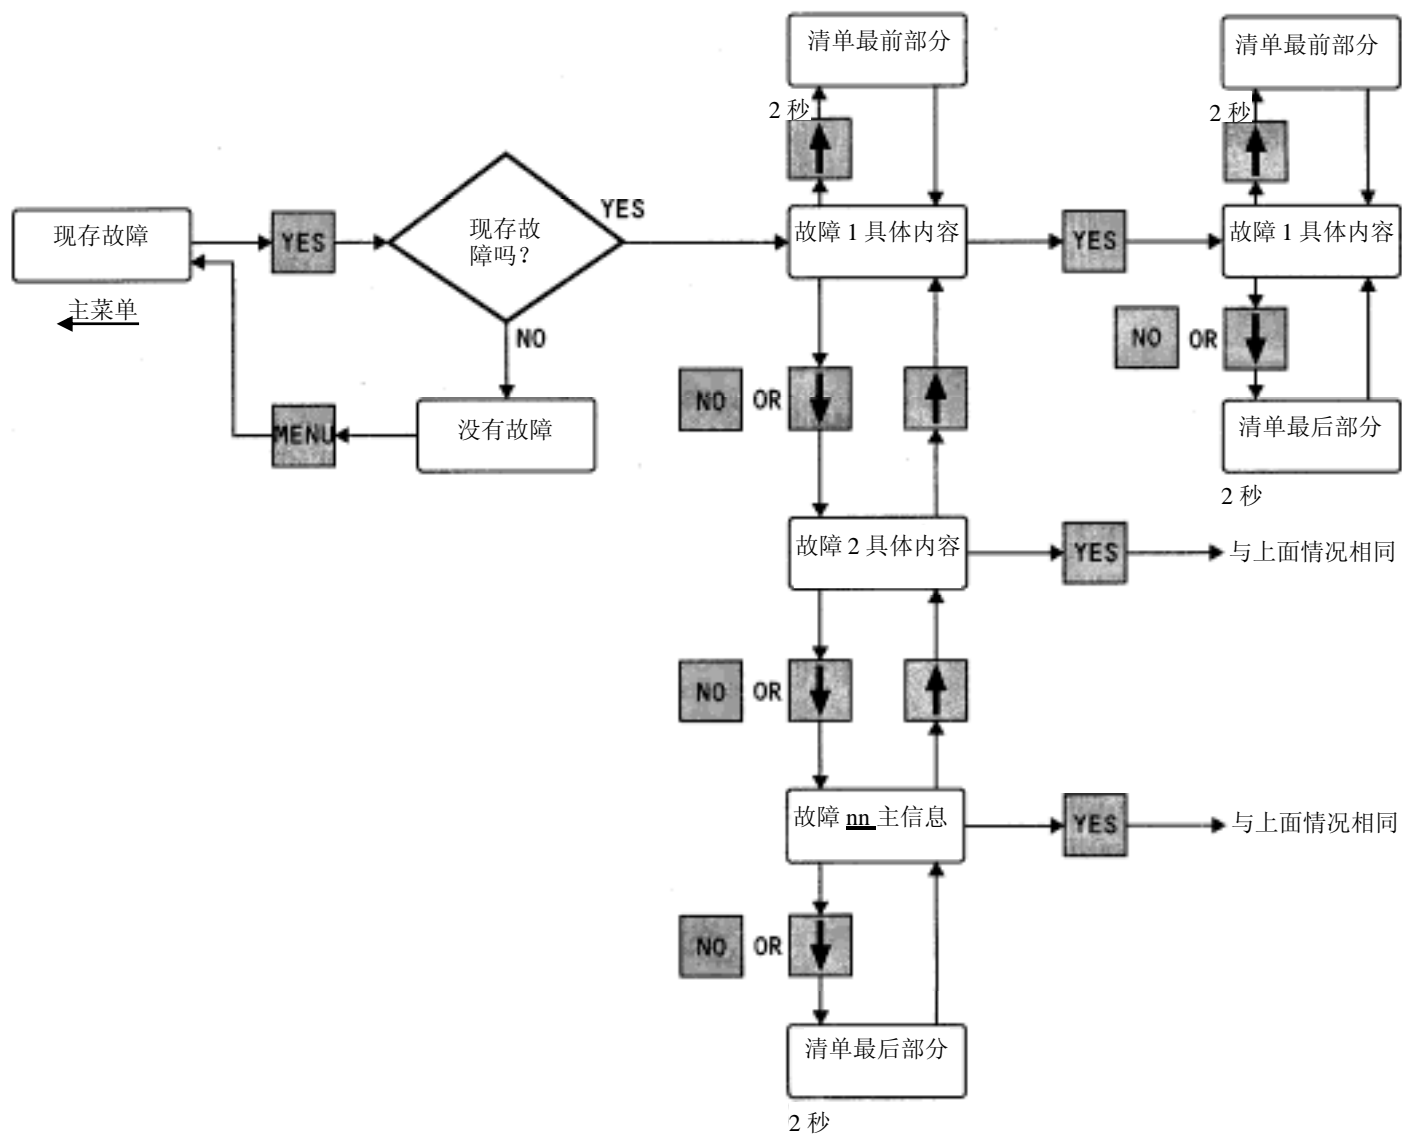 清单最前部分
清单最前部分
2 秒
2 秒
现存故障
YES
现存故
障吗?
YES
故障 1 具体内容
YES
故障 1 具体内容
主菜单
NO
NO OR
NO OR
MENU
没有故障
清单最后部分
2 秒
故障 2 具体内容
YES
与上面情况相同
NO OR
故障 nn 主信息
YES
与上面情况相同
NO OR
清单最后部分
2 秒